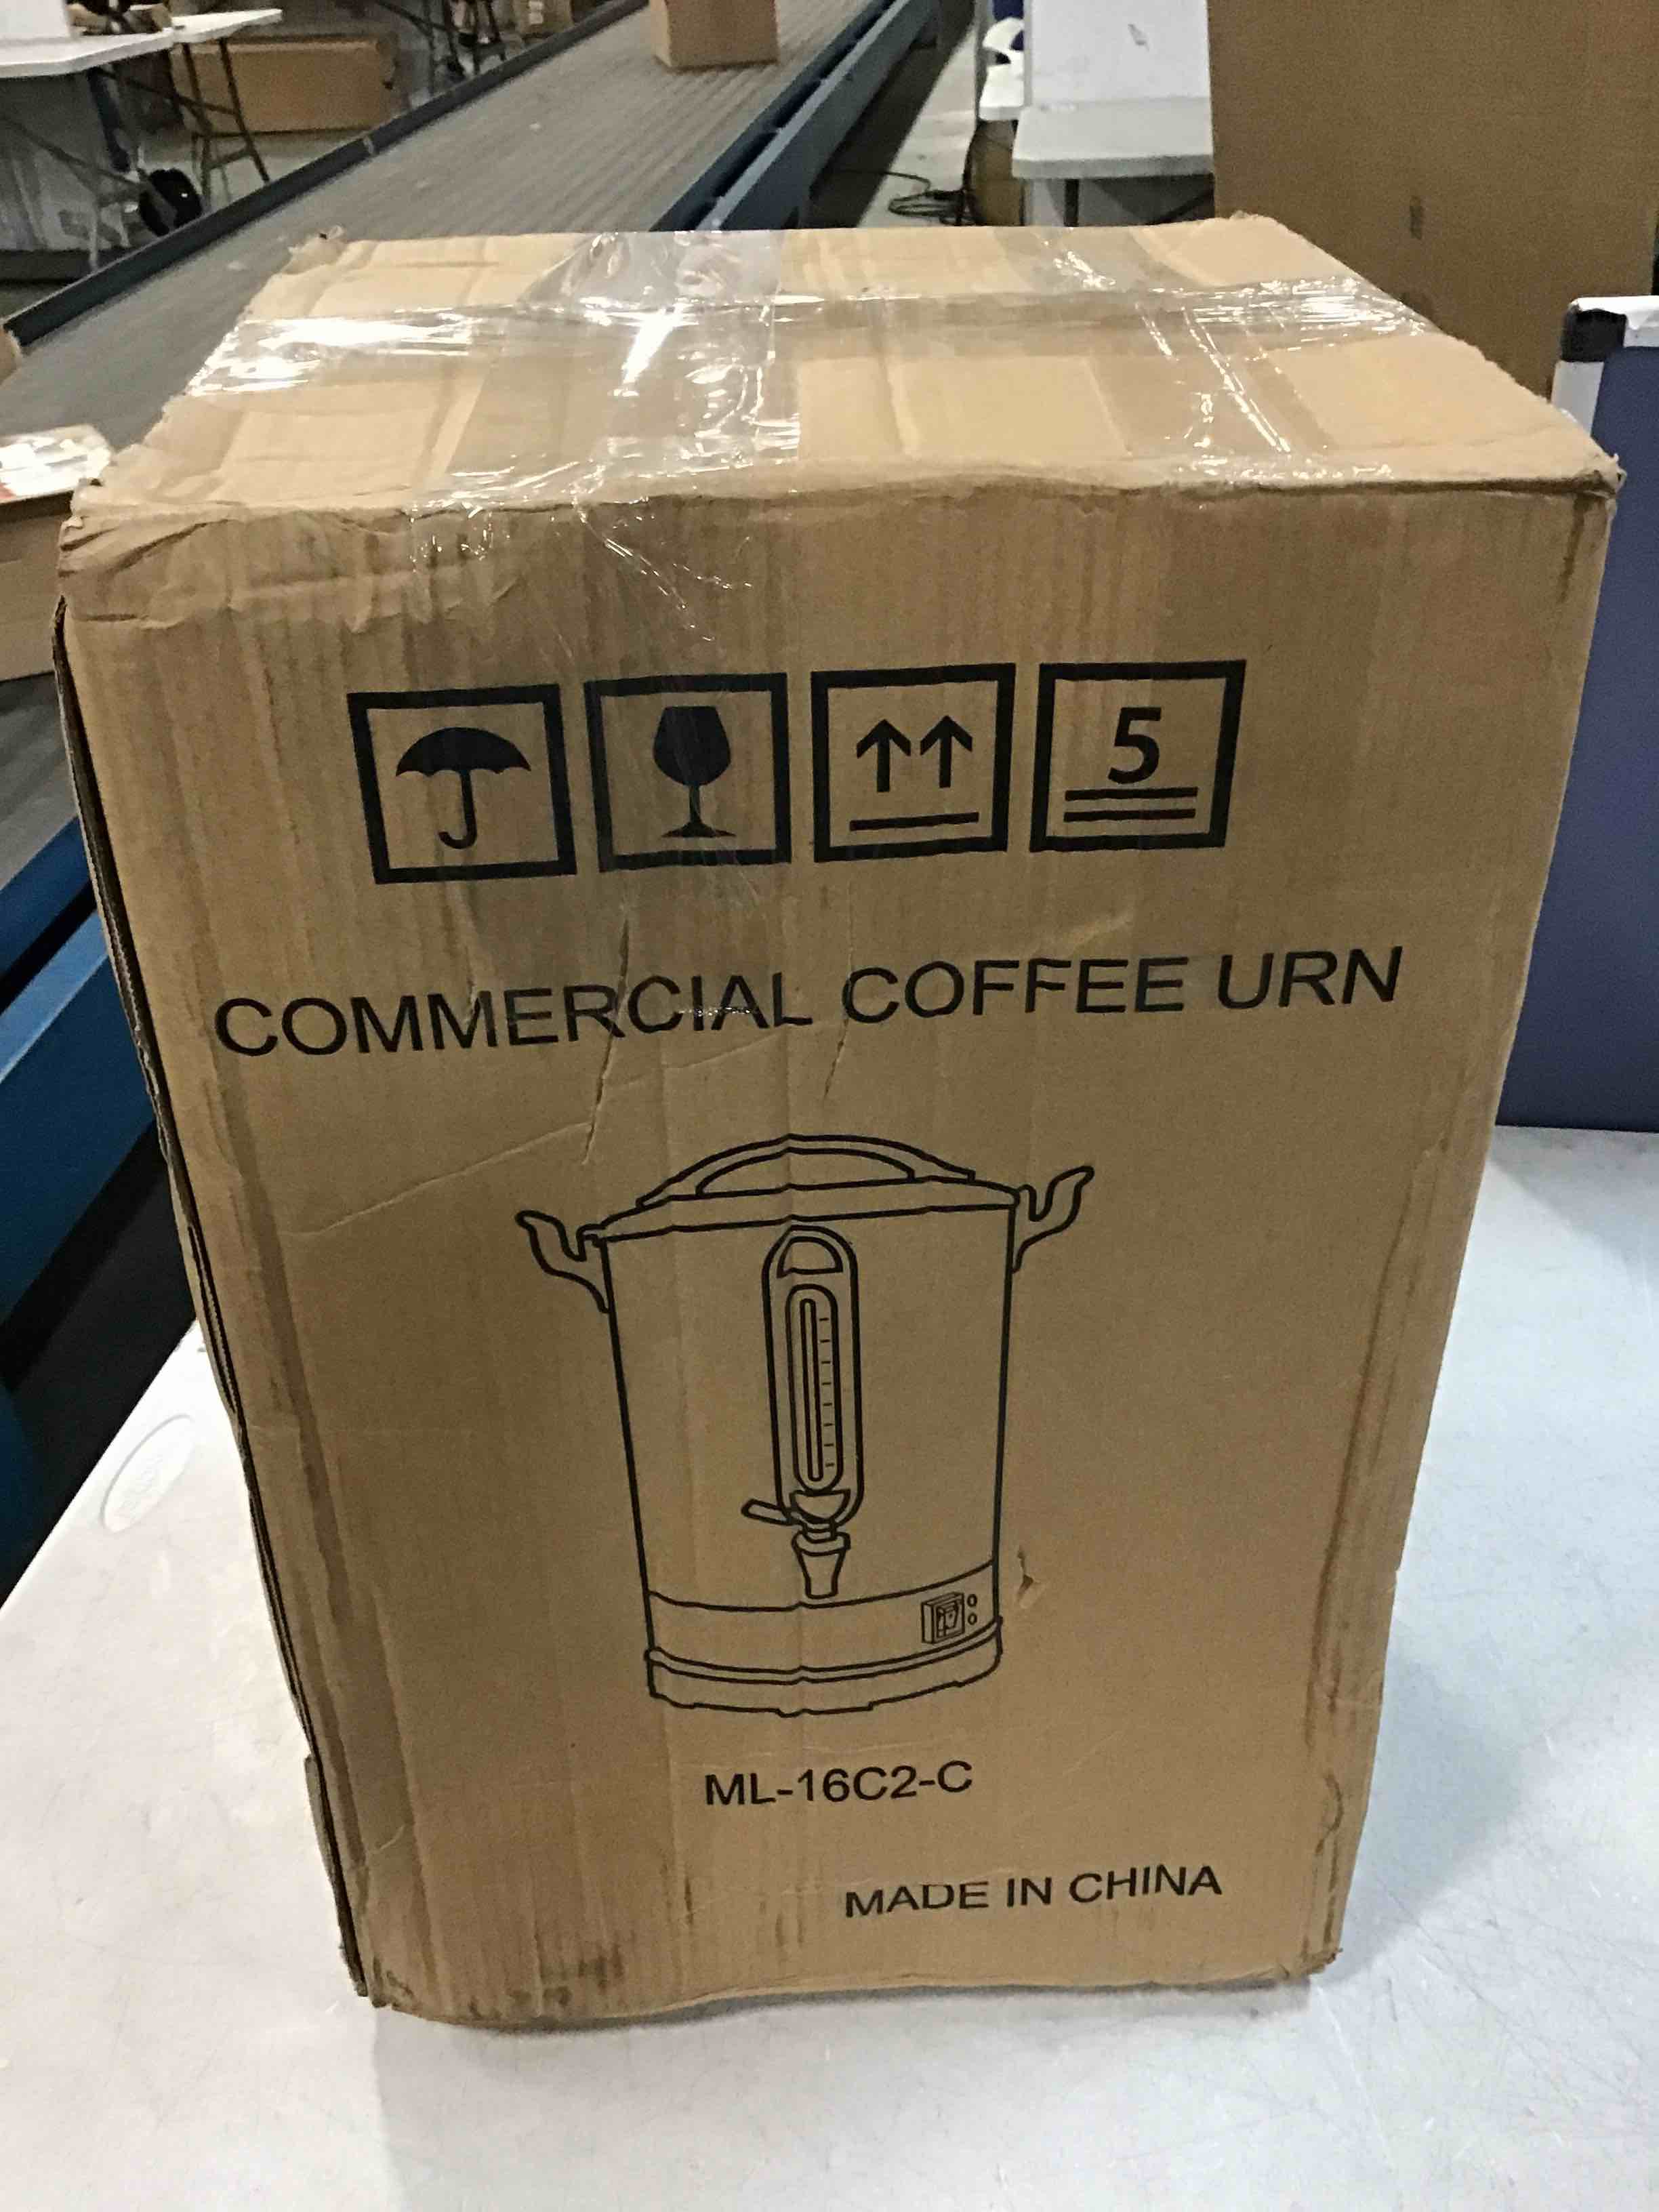 5
COMMERCIAL COFFEE URN
ML-16C2-C
MADE IN CHINA